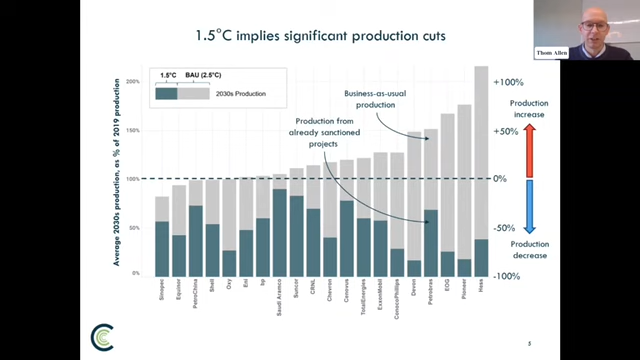 1.5°C implies significant production cuts
Thom Allen
1.5°C BAU (2.5°C)
2030s Production
Business-as-usual
production
Production from
already sanctioned
projects
Average 2030s production, as % of 2019 production
200%
150%
100%
50%
0%
+100%
+50%
0%
-50%
-100%
Production
increase
Production
decrease
Sinopec
Equinor
PetroChina
Shell
Oxy
Eni
bp
Saudi Aramco
Suncor
CRNL
Chevron
Cenovus
TotalEnergies
ExxonMobil
ConocoPhillips
Devon
Petrobras
EOG
Pioneer
Hess
3